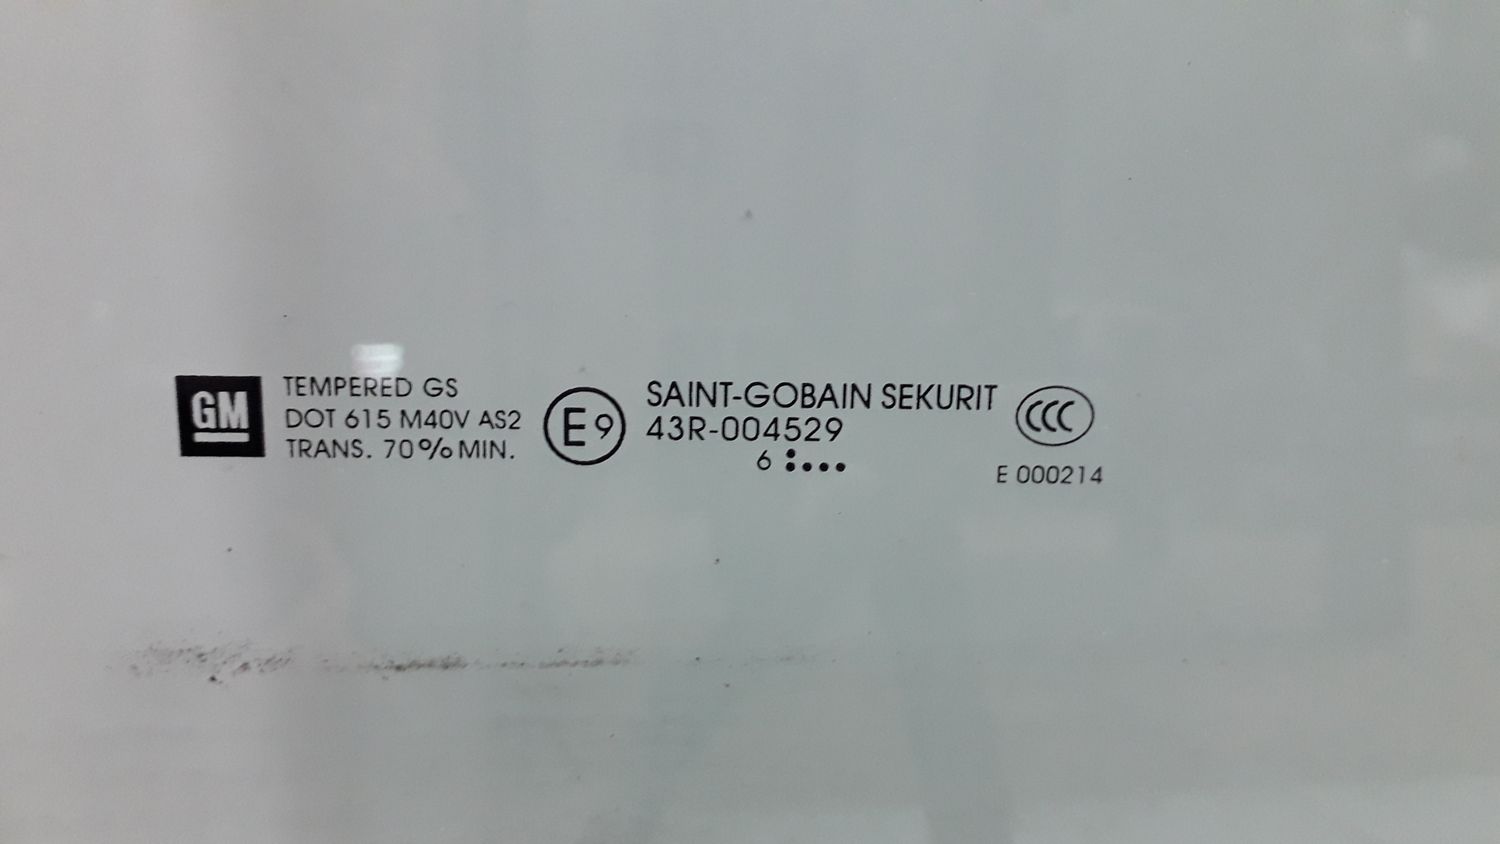 GM
TEMPERED GS
DOT 615 M40V AS2
TRANS. 70% MIN.
E9
SAINT-GOBAIN SEKURIT
43R-004529
6 :....
CCC
E 000214